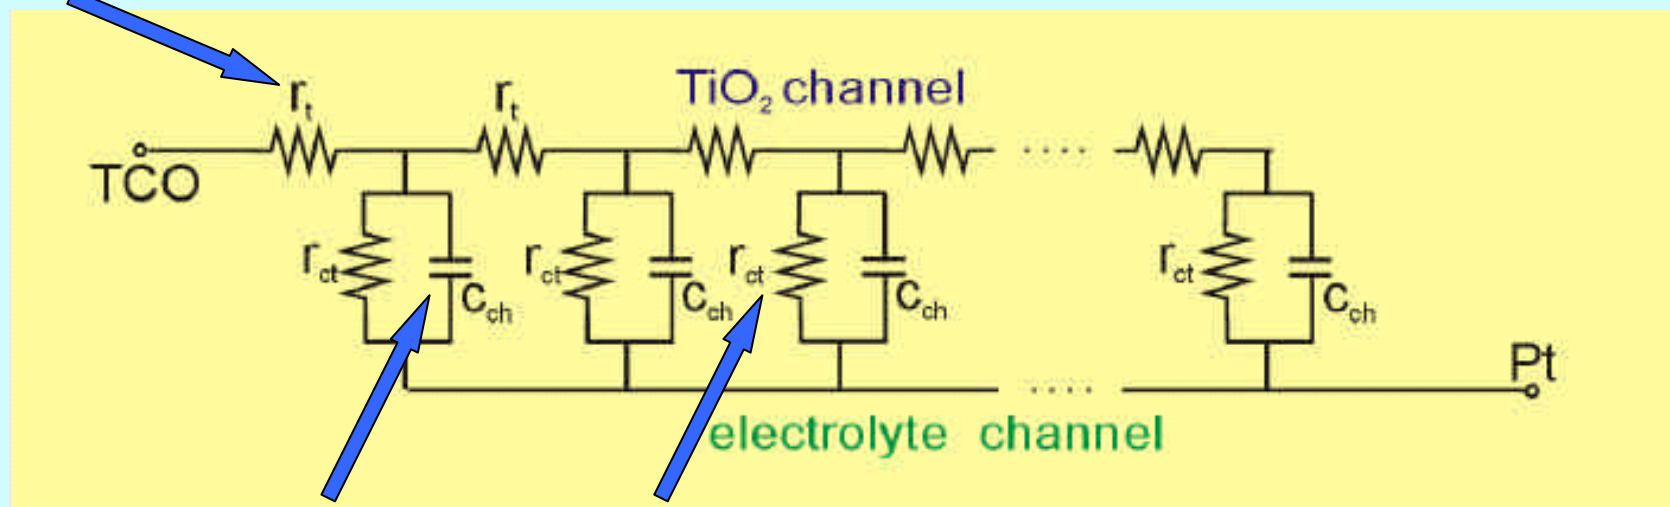 r_t
r_t
TiO₂ channel
TCO
r_ct
C_ch
r_ct
C_ch
r_ct
C_ch
r_ct
C_ch
Pt
electrolyte channel